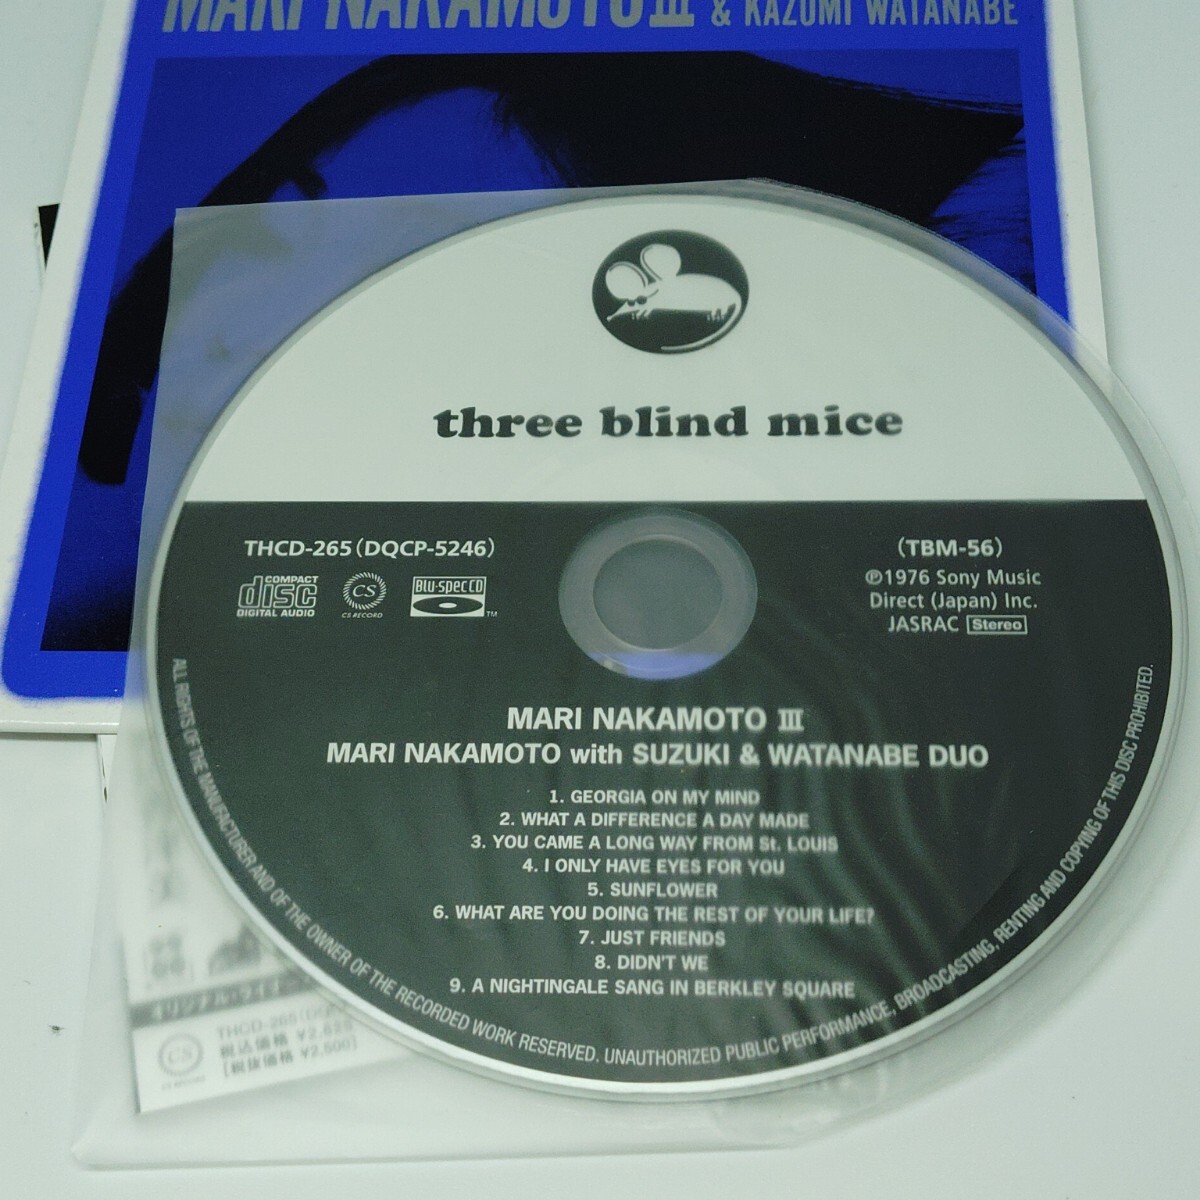 MARI NAKAMOTO III & KAZUMI WATANABE
three blind mice
THCD-265(DQCP-5246)
(TBM-56)
COMPACT
disc
DIGITAL AUDIO
CS
CS RECORD
Blu-specCD
TM
℗1976 Sony Music
Direct (Japan) Inc.
JASRAC Stereo
MARI NAKAMOTO III
MARI NAKAMOTO with SUZUKI & WATANABE DUO
1. GEORGIA ON MY MIND
2. WHAT A DIFFERENCE A DAY MADE
3. YOU CAME A LONG WAY FROM St. LOUIS
4. I ONLY HAVE EYES FOR YOU
5. SUNFLOWER
6. WHAT ARE YOU DOING THE REST OF YOUR LIFE?
7. JUST FRIENDS
8. DIDN'T WE
9. A NIGHTINGALE SANG IN BERKLEY SQUARE
ALL RIGHTS OF THE MANUFACTURER AND OF THE OWNER OF THE RECORDED WORK RESERVED. UNAUTHORIZED PUBLIC PERFORMANCE, BROADCASTING, RENTING AND COPYING OF THIS DISC PROHIBITED.
THCD-265(DQC
税込価格 ¥2,625
[税抜価格 ¥2,500]
CS